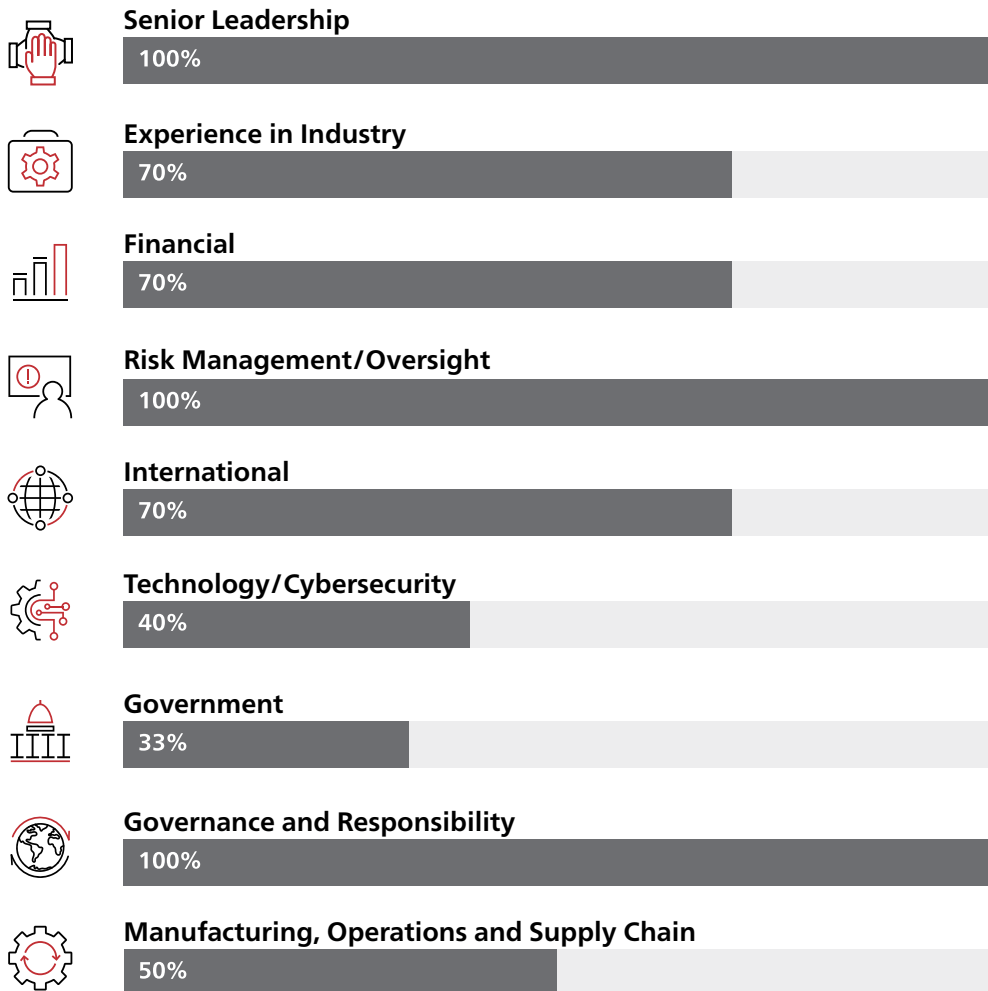 Senior Leadership
100%
Experience in Industry
70%
Financial
70%
Risk Management/Oversight
100%
International
70%
Technology/Cybersecurity
40%
Government
33%
Governance and Responsibility
100%
Manufacturing, Operations and Supply Chain
50%